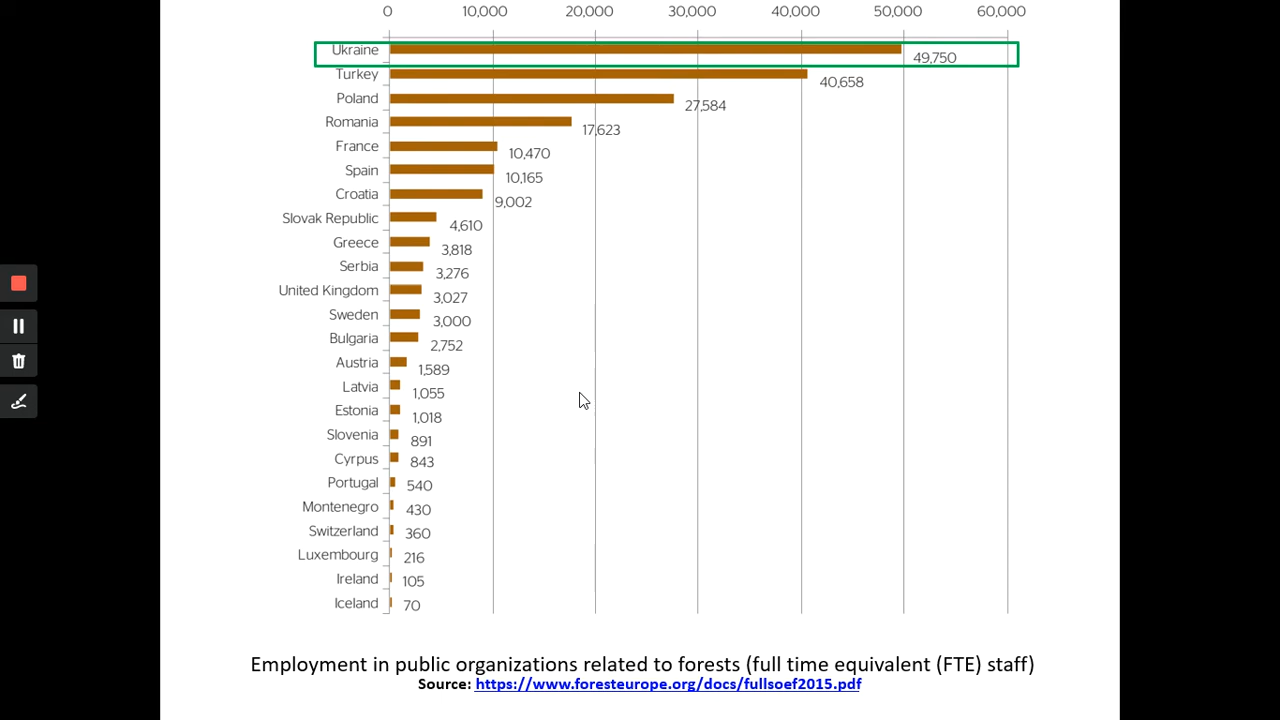 0 10,000 20,000 30,000 40,000 50,000 60,000
Ukraine 49,750
Turkey 40,658
Poland 27,584
Romania 17,623
France 10,470
Spain 10,165
Croatia 9,002
Slovak Republic 4,610
Greece 3,818
Serbia 3,276
United Kingdom 3,027
Sweden 3,000
Bulgaria 2,752
Austria 1,589
Latvia 1,055
Estonia 1,018
Slovenia 891
Cyrpus 843
Portugal 540
Montenegro 430
Switzerland 360
Luxembourg 216
Ireland 105
Iceland 70
Employment in public organizations related to forests (full time equivalent (FTE) staff)
Source: https://www.foresteurope.org/docs/fullsoef2015.pdf